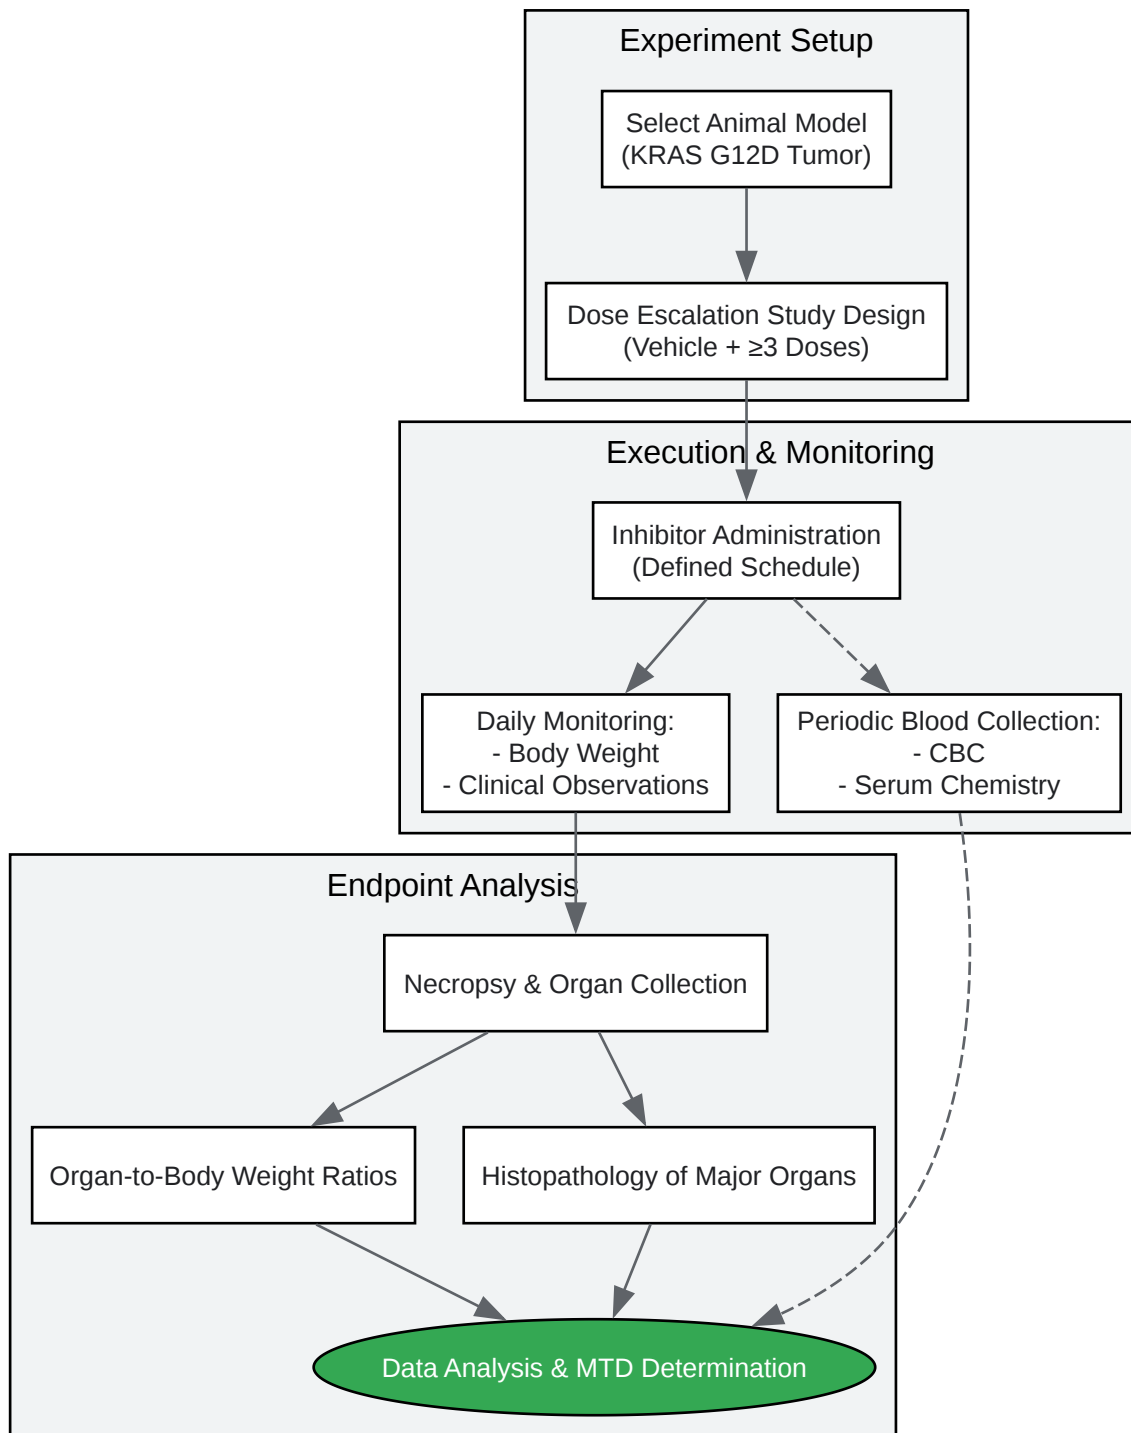 Experiment Setup
Select Animal Model
(KRAS G12D Tumor)
Dose Escalation Study Design
(Vehicle + ≥3 Doses)
Execution & Monitoring
Inhibitor Administration
(Defined Schedule)
Daily Monitoring:
- Body Weight
- Clinical Observations
Periodic Blood Collection:
- CBC
- Serum Chemistry
Endpoint Analysis
Necropsy & Organ Collection
Organ-to-Body Weight Ratios
Histopathology of Major Organs
Data Analysis & MTD Determination